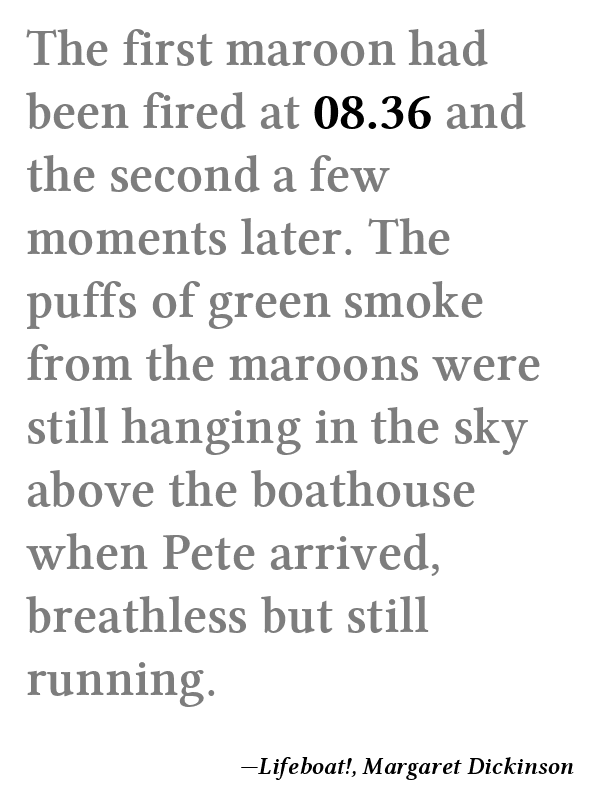 The first maroon had
been fired at 08.36 and
the second a few
moments later. The
puffs of green smoke
from the maroons were
still hanging in the sky
above the boathouse
when Pete arrived,
breathless but still
running.
—Lifeboat!, Margaret Dickinson